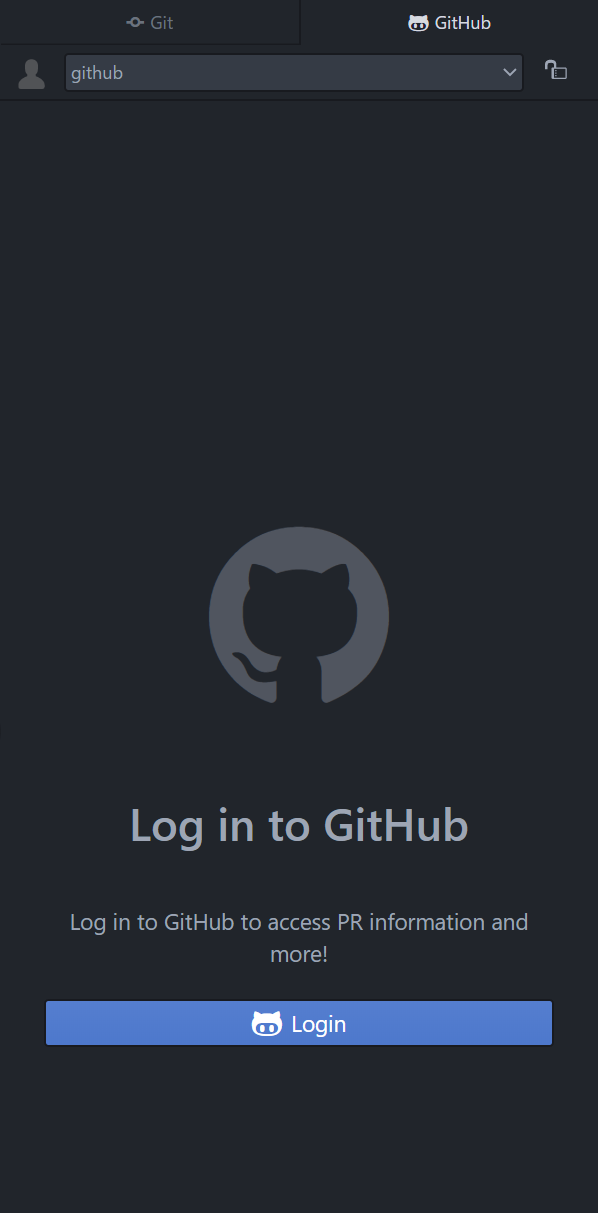 Git
GitHub
github
Log in to GitHub
Log in to GitHub to access PR information and
more!
Login